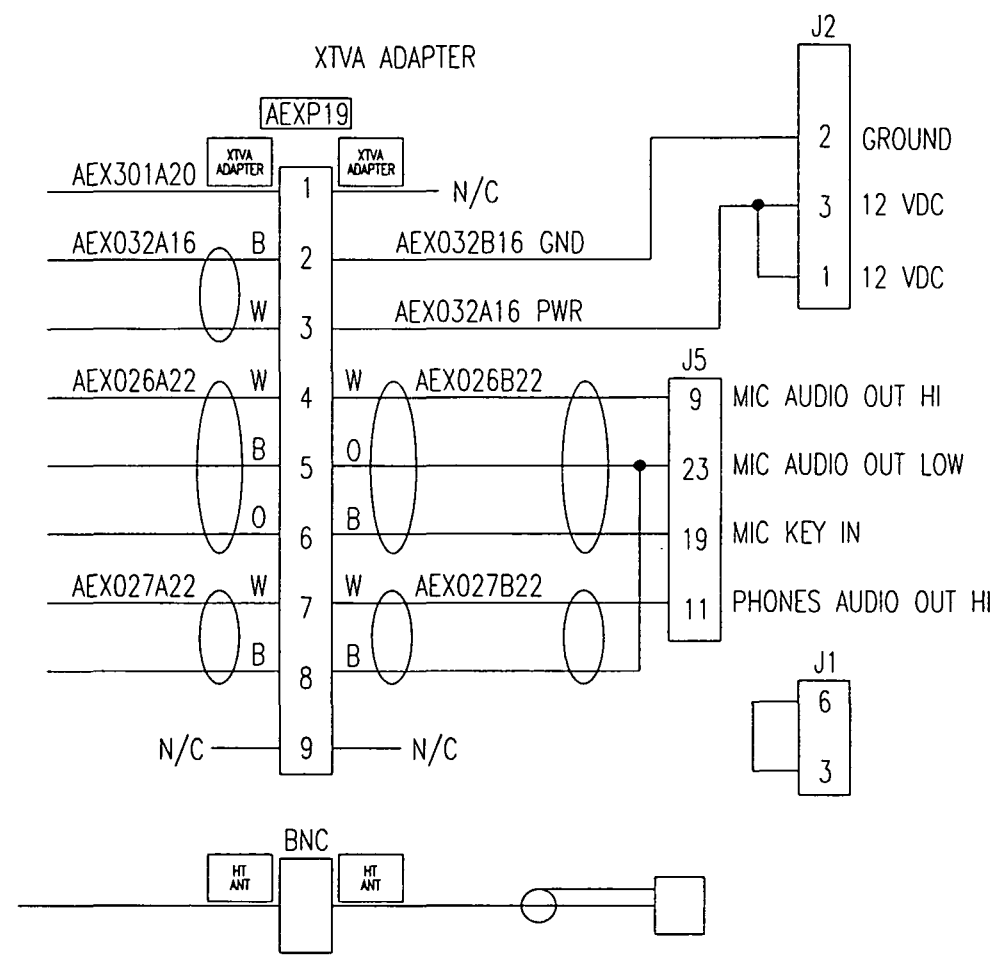 J2
XTVA ADAPTER
AEXP19
XTVA ADAPTER
XTVA ADAPTER
2 GROUND
AEX301A20
1
N/C
3 12 VDC
AEX032A16 B
2
AEX032B16 GND
1 12 VDC
W
3
AEX032A16 PWR
J5
AEX026A22 W
4
W AEX026B22
9 MIC AUDIO OUT HI
B
5
O
23 MIC AUDIO OUT LOW
O
6
B
19 MIC KEY IN
AEX027A22 W
7
W AEX027B22
11 PHONES AUDIO OUT HI
B
8
B
J1
6
N/C
9
N/C
3
BNC
HT ANT
HT ANT